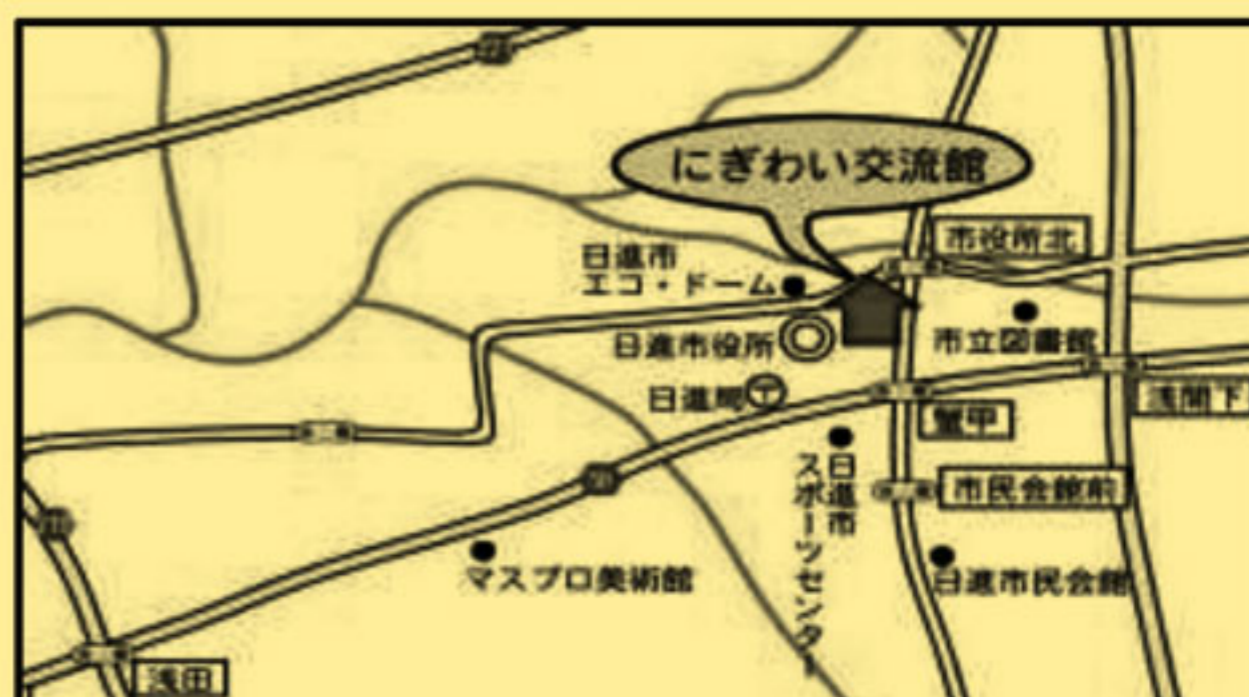 にぎわい交流館
市役所北
日進市
エコ・ドーム
日進市役所
市立図書館
日進局
浅間下
蟹甲
日進市
スポーツセンター
市民会館前
マスプロ美術館
日進市民会館
浅田